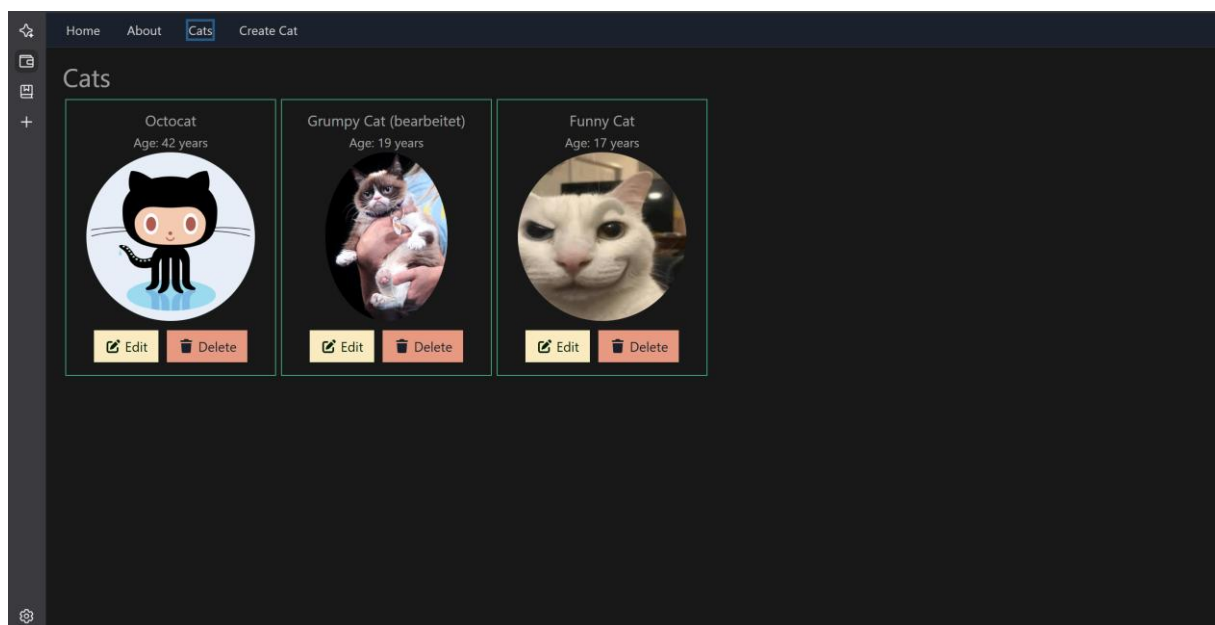 Home About Cats Create Cat
Cats
Octocat
Age: 42 years
Edit Delete
Grumpy Cat (bearbeitet)
Age: 19 years
Edit Delete
Funny Cat
Age: 17 years
Edit Delete